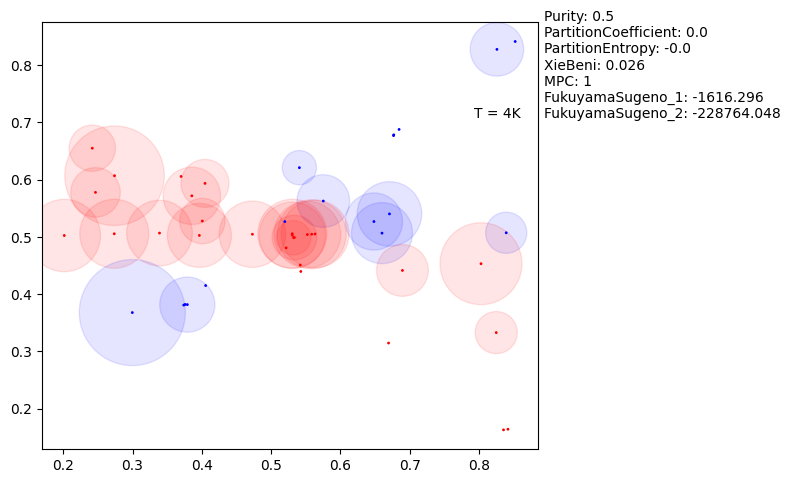 Purity: 0.5
PartitionCoefficient: 0.0
PartitionEntropy: -0.0
XieBeni: 0.026
MPC: 1
FukuyamaSugeno_1: -1616.296
FukuyamaSugeno_2: -228764.048
T = 4K
0.8
0.7
0.6
0.5
0.4
0.3
0.2
0.2 0.3 0.4 0.5 0.6 0.7 0.8